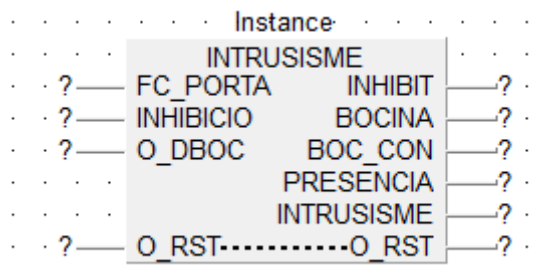 Instance
INTRUSISME
? FC_PORTA INHIBIT ?
? INHIBICIO BOCINA ?
? O_DBOC BOC_CON ?
PRESENCIA ?
INTRUSISME ?
? O_RST-----------O_RST ?